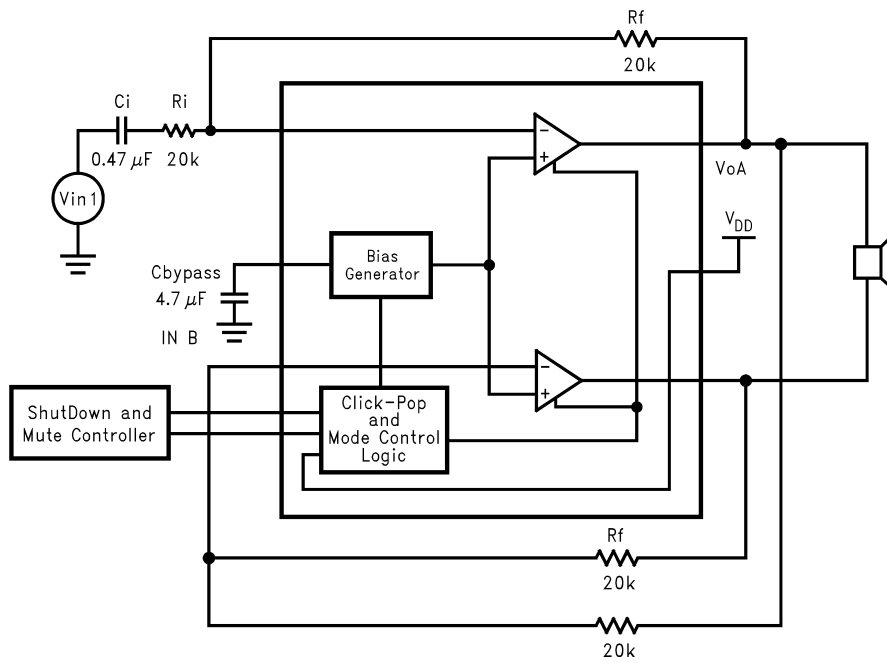 Rf
20k
Ci
Ri
0.47 µF
20k
Vin1
−
+
VoA
VDD
Bias
Generator
Cbypass
4.7 µF
IN B
−
+
ShutDown and
Mute Controller
Click-Pop
and
Mode Control
Logic
Rf
20k
20k